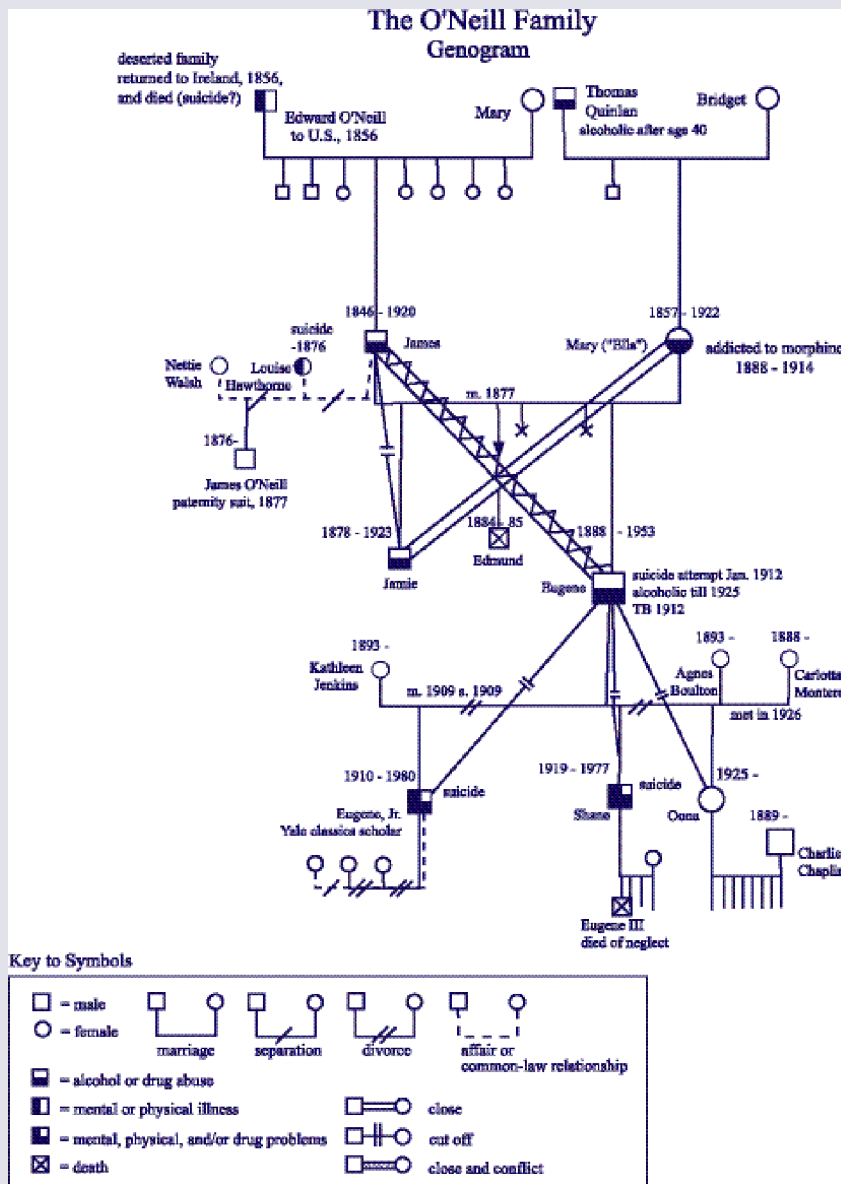 The O'Neill Family
Genogram
deserted family
returned to Ireland, 1856,
and died (suicide?)
Edward O'Neill
to U.S., 1856
Mary
Thomas
Quinlan
alcoholic after age 40
Bridget
1846 - 1920
James
1857 - 1922
Mary ("Ella")
addicted to morphine
1888 - 1914
suicide
-1876
Nettie
Walsh
Louise
Hawthorne
m. 1877
1876-
James O'Neill
paternity suit, 1877
1878 - 1923
Jamie
1884 - 85
Edmund
1888 - 1953
Eugene
suicide attempt Jan. 1912
alcoholic till 1925
TB 1912
1893 -
Kathleen
Jenkins
m. 1909 s. 1909
1893 -
Agnes
Boulton
1888 -
Carlotta
Montere
met in 1926
1910 - 1980
suicide
Eugene, Jr.
Yale classics scholar
1919 - 1977
suicide
Shane
1925 -
Oona
1889 -
Charlie
Chaplin
Eugene III
died of neglect
Key to Symbols
= male
= female
marriage
separation
divorce
affair or
common-law relationship
= alcohol or drug abuse
= mental or physical illness
= mental, physical, and/or drug problems
= death
close
cut off
close and conflict